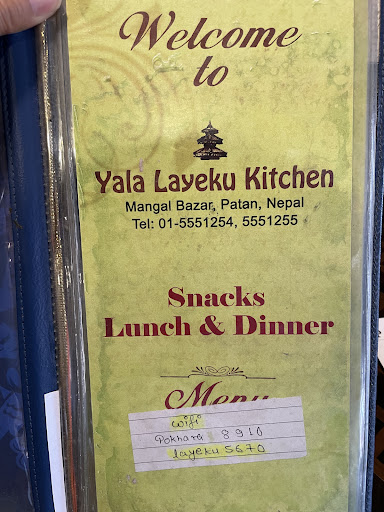 Welcome
to
Yala Layeku Kitchen
Mangal Bazar, Patan, Nepal
Tel: 01-5551254, 5551255
Snacks
Lunch & Dinner
Menu
wifi
Pokhara 8910
layeku 5670